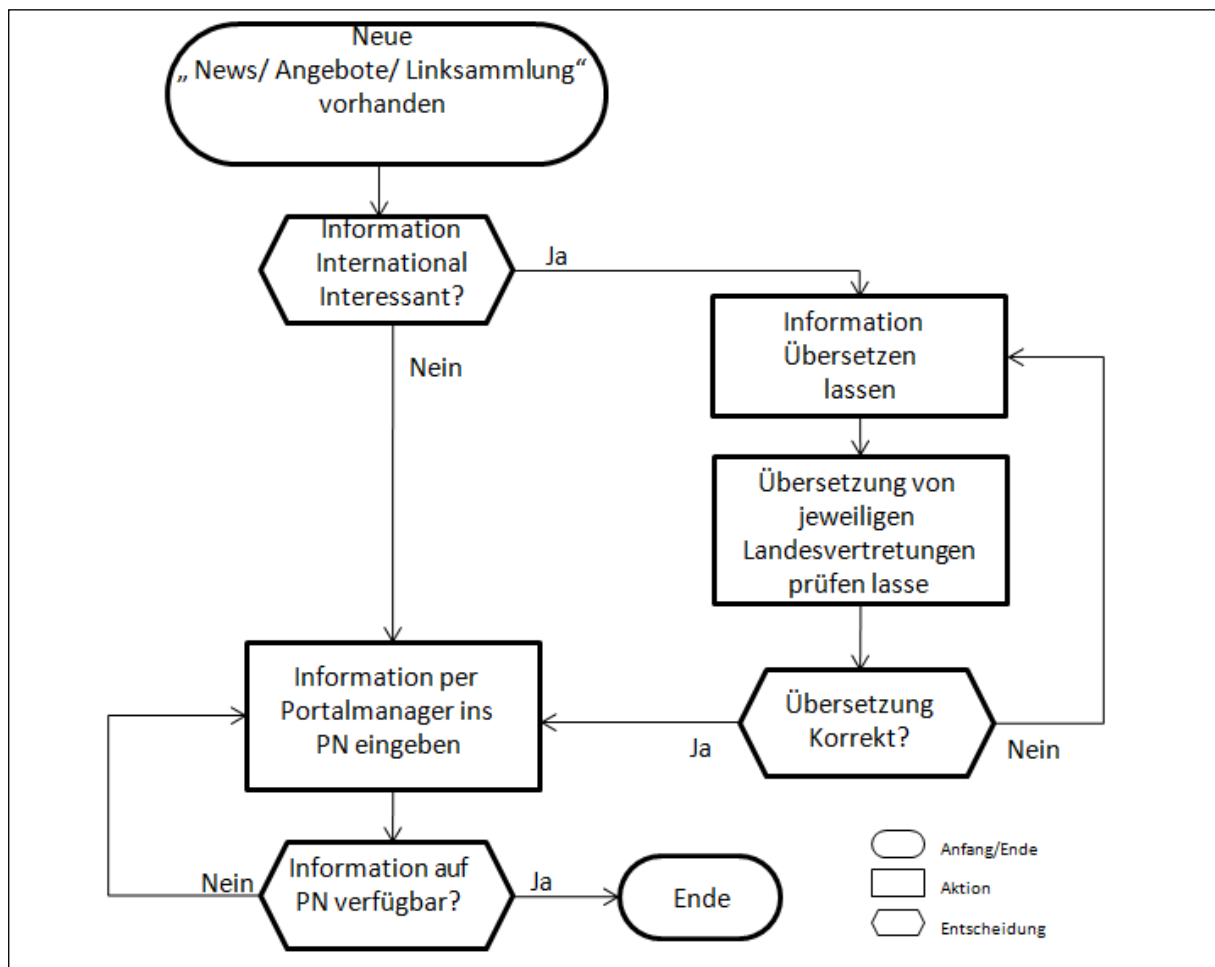 Neue
„ News/ Angebote/ Linksammlung“
vorhanden
Information
International
Interessant?
Ja
Nein
Information
Übersetzen
lassen
Übersetzung von
jeweiligen
Landesvertretungen
prüfen lasse
Übersetzung
Korrekt?
Ja
Nein
Information per
Portalmanager ins
PN eingeben
Information auf
PN verfügbar?
Nein
Ja
Ende
Anfang/Ende
Aktion
Entscheidung